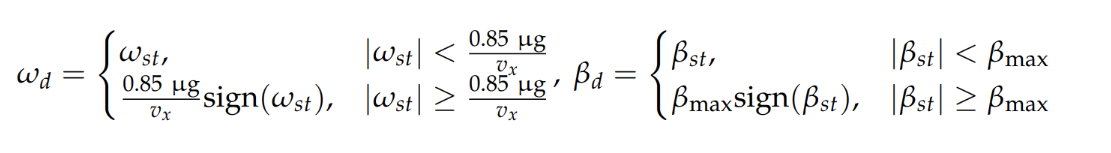 ω_d = { ω_st, |ω_st| < 0.85 μg / v_x ; 0.85 μg / v_x sign(ω_st), |ω_st| ≥ 0.85 μg / v_x , β_d = { β_st, |β_st| < β_max ; β_max sign(β_st), |β_st| ≥ β_max